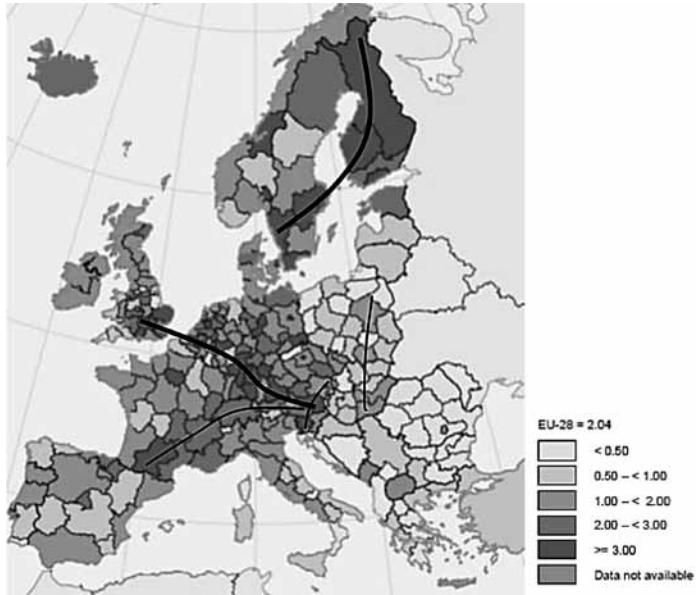 EU-28 = 2.04
< 0.50
0.50 – < 1.00
1.00 – < 2.00
2.00 – < 3.00
>= 3.00
Data not available